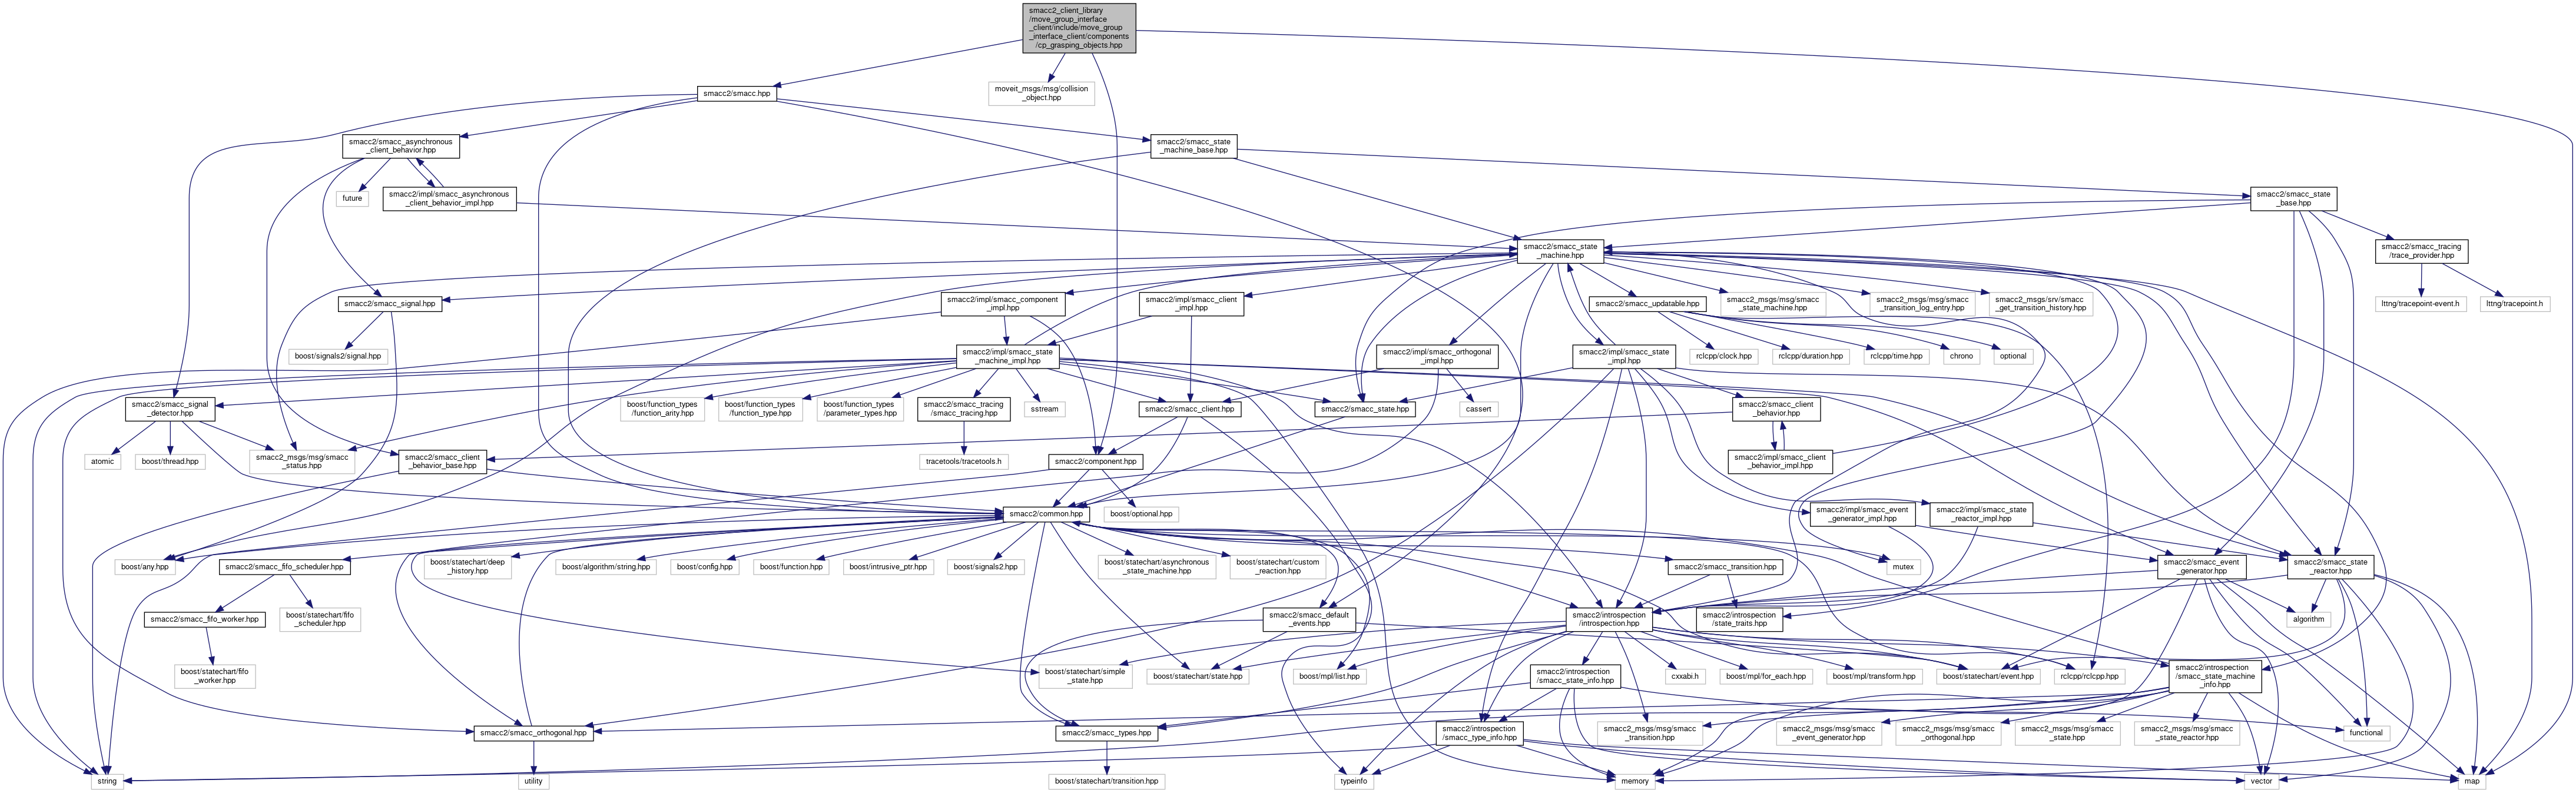 smacc2_client_library
/move_group_interface
_client/include/move_group
_interface_client/components
/cp_grasping_objects.hpp
smacc2/smacc.hpp
moveit_msgs/msg/collision
_object.hpp
smacc2/smacc_asynchronous
_client_behavior.hpp
smacc2/smacc_state
_machine_base.hpp
future
smacc2/impl/smacc_asynchronous
_client_behavior_impl.hpp
smacc2/smacc_state
_base.hpp
smacc2/smacc_state
_machine.hpp
smacc2/smacc_tracing
/trace_provider.hpp
smacc2/smacc_signal.hpp
smacc2/impl/smacc_component
_impl.hpp
smacc2/impl/smacc_client
_impl.hpp
smacc2/smacc_updatable.hpp
smacc2_msgs/msg/smacc
_state_machine.hpp
smacc2_msgs/msg/smacc
_transition_log_entry.hpp
smacc2_msgs/srv/smacc
_get_transition_history.hpp
lttng/tracepoint-event.h
lttng/tracepoint.h
boost/signals2/signal.hpp
smacc2/impl/smacc_state
_machine_impl.hpp
smacc2/impl/smacc_orthogonal
_impl.hpp
smacc2/impl/smacc_state
_impl.hpp
rclcpp/clock.hpp
rclcpp/duration.hpp
rclcpp/time.hpp
chrono
optional
smacc2/smacc_signal
_detector.hpp
boost/function_types
/function_arity.hpp
boost/function_types
/function_type.hpp
boost/function_types
/parameter_types.hpp
smacc2/smacc_tracing
/smacc_tracing.hpp
sstream
smacc2/smacc_client.hpp
smacc2/smacc_state.hpp
cassert
smacc2/smacc_client
_behavior.hpp
atomic
boost/thread.hpp
smacc2_msgs/msg/smacc
_status.hpp
smacc2/smacc_client
_behavior_base.hpp
tracetools/tracetools.h
smacc2/component.hpp
smacc2/impl/smacc_client
_behavior_impl.hpp
smacc2/common.hpp
boost/optional.hpp
smacc2/impl/smacc_event
_generator_impl.hpp
smacc2/impl/smacc_state
_reactor_impl.hpp
boost/any.hpp
smacc2/smacc_fifo_scheduler.hpp
boost/statechart/deep
_history.hpp
boost/algorithm/string.hpp
boost/config.hpp
boost/function.hpp
boost/intrusive_ptr.hpp
boost/signals2.hpp
boost/statechart/asynchronous
_state_machine.hpp
boost/statechart/custom
_reaction.hpp
smacc2/smacc_transition.hpp
mutex
smacc2/smacc_event
_generator.hpp
smacc2/smacc_state
_reactor.hpp
smacc2/smacc_fifo_worker.hpp
boost/statechart/fifo
_scheduler.hpp
smacc2/smacc_default
_events.hpp
smacc2/introspection
/introspection.hpp
smacc2/introspection
/state_traits.hpp
algorithm
boost/statechart/fifo
_worker.hpp
boost/statechart/simple
_state.hpp
boost/statechart/state.hpp
boost/mpl/list.hpp
smacc2/introspection
/smacc_state_info.hpp
cxxabi.h
boost/mpl/for_each.hpp
boost/mpl/transform.hpp
boost/statechart/event.hpp
rclcpp/rclcpp.hpp
smacc2/introspection
/smacc_state_machine
_info.hpp
smacc2/smacc_orthogonal.hpp
smacc2/smacc_types.hpp
smacc2/introspection
/smacc_type_info.hpp
smacc2_msgs/msg/smacc
_transition.hpp
smacc2_msgs/msg/smacc
_event_generator.hpp
smacc2_msgs/msg/smacc
_orthogonal.hpp
smacc2_msgs/msg/smacc
_state.hpp
smacc2_msgs/msg/smacc
_state_reactor.hpp
functional
string
utility
boost/statechart/transition.hpp
typeinfo
memory
vector
map